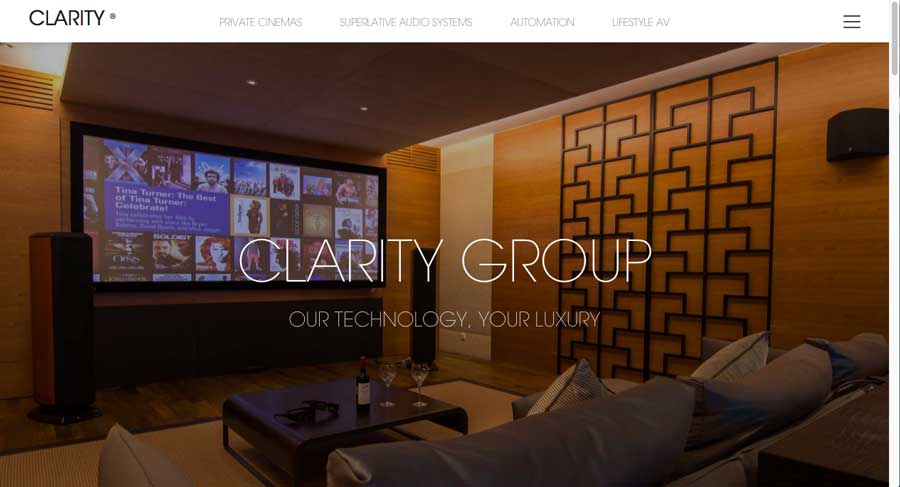 CLARITY ®
PRIVATE CINEMAS
SUPERLATIVE AUDIO SYSTEMS
AUTOMATION
LIFESTYLE AV
Tina Turner: The Best
of Tina Turner:
Celebrate!
SOLOIST
CLARITY GROUP
OUR TECHNOLOGY, YOUR LUXURY